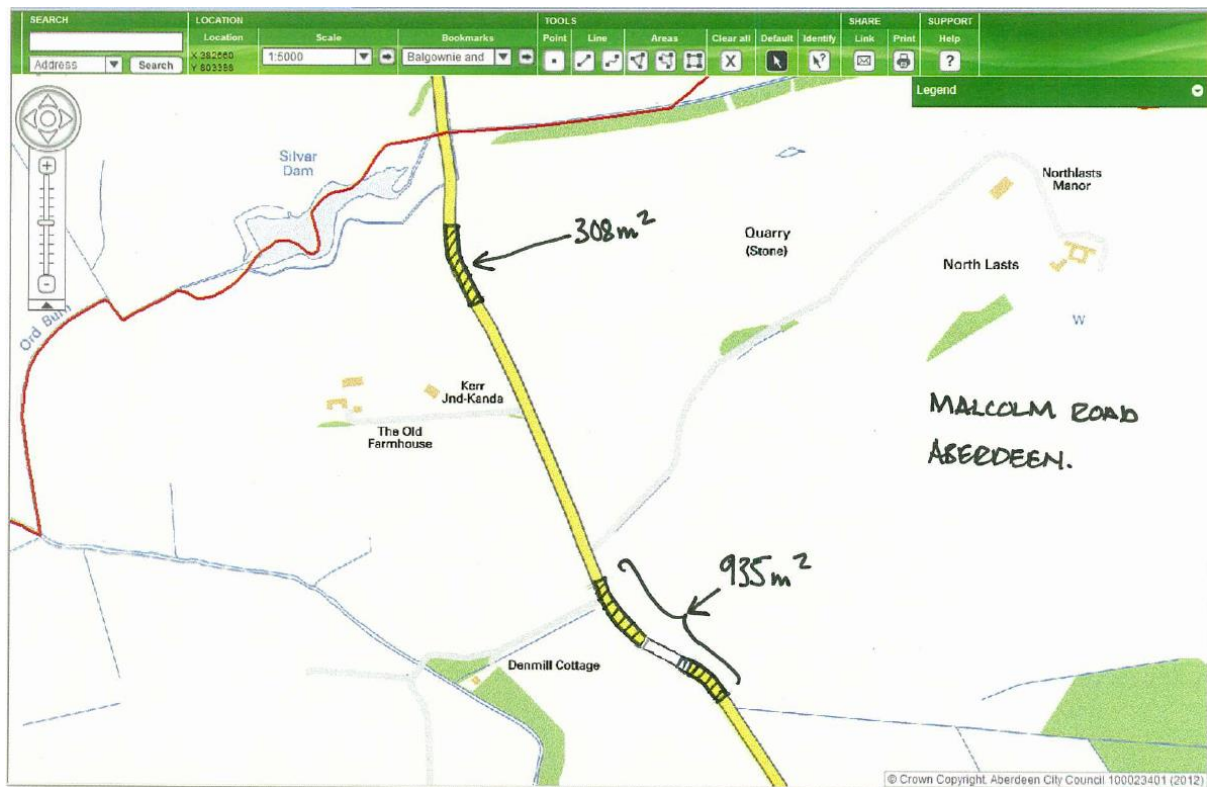 SEARCH
LOCATION
TOOLS
SHARE
SUPPORT
Location
Scale
Bookmarks
Point
Line
Areas
Clear all
Default
Identify
Link
Print
Help
Address
Search
X 382660
Y 803386
1:5000
Balgownie and
X
?
Legend
Silvar
Dam
308m²
Quarry
(Stone)
Northlasts
Manor
North Lasts
W
Ord Burn
Kerr
Jnd-Kanda
The Old
Farmhouse
MALCOLM ROAD
ABERDEEN.
935m²
Denmill Cottage
© Crown Copyright. Aberdeen City Council 100023401 (2012)